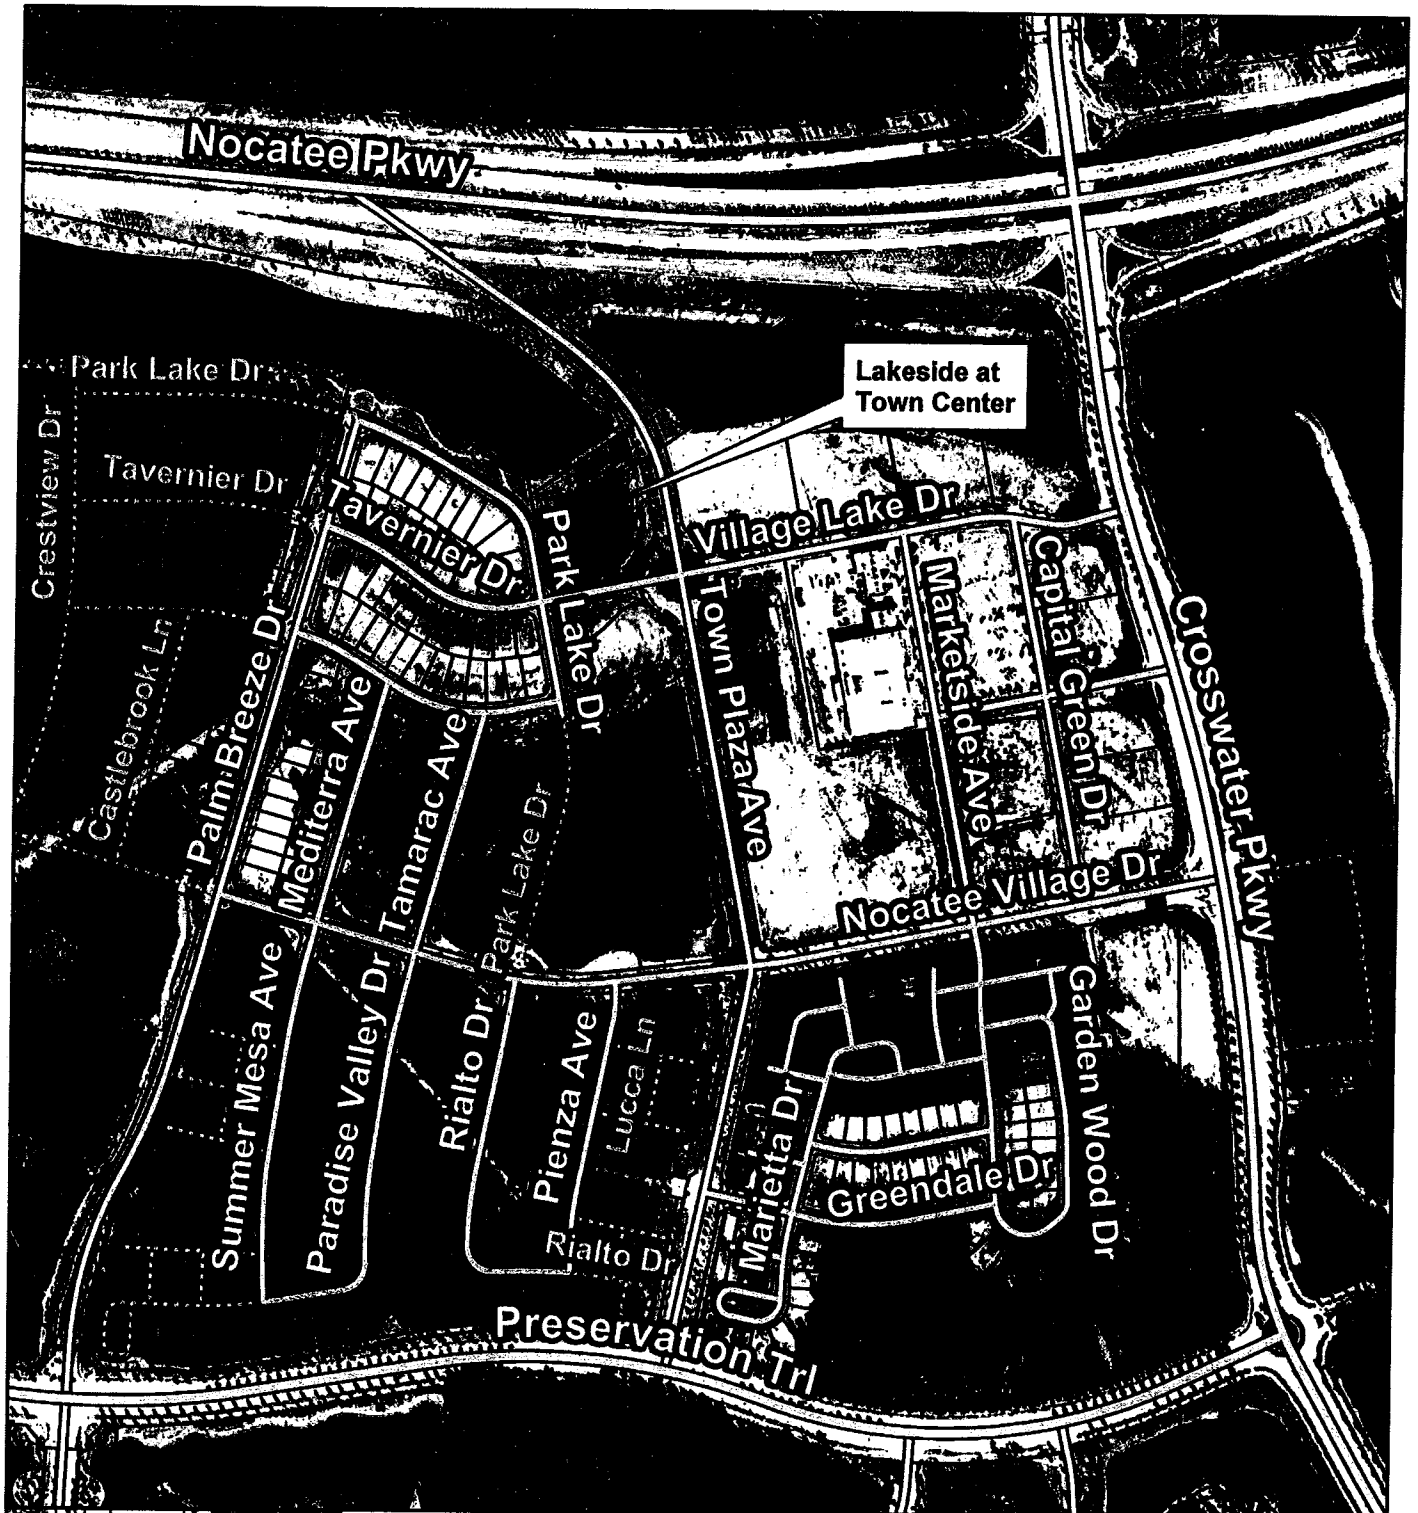 Nocatee Pkwy
Park Lake Dr
Lakeside at
Town Center
Crestview Dr
Tavernier Dr
Tavernier Dr
Park Lake Dr
Village Lake Dr
Capital Green Dr
Marketside Ave
Town Plaza Ave
Crosswater Pkwy
Castlebrook Ln
Palm Breeze Dr
Mediterra Ave
Tamarac Ave
Park Lake Dr
Nocatee Village Dr
Summer Mesa Ave
Paradise Valley Dr
Rialto Dr
Pienza Ave
Lucca Ln
Marietta Dr
Garden Wood Dr
Greendale Dr
Rialto Dr
Preservation Trl